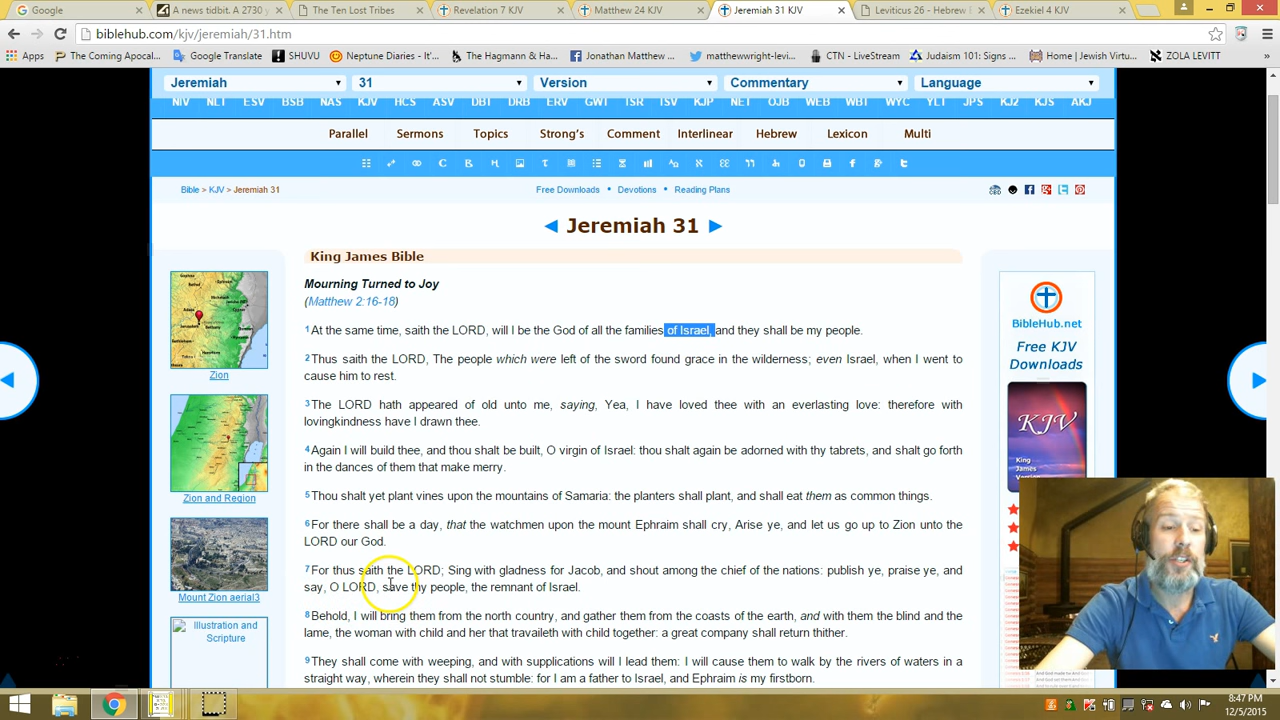 Google
A news tidbit. A 2730 y
The Ten Lost Tribes
Revelation 7 KJV
Matthew 24 KJV
Jeremiah 31 KJV
Leviticus 26 - Hebrew E
Ezekiel 4 KJV
biblehub.com/kjv/jeremiah/31.htm
Apps
Google
The Coming Apocal...
Google Translate
SHUVU
Neptune Diaries - It'...
The Hagmann & Ha...
Jonathan Matthew ...
matthewwright-levi...
CTN - LiveStream
Judaism 101: Signs ...
Home | Jewish Virtu...
ZOLA LEVITT
»
Jeremiah
31
Version
Commentary
Language
NIV NLT ESV BSB NAS KJV HCS ASV DBT DRB ERV GWT ISR ISV KJP NET OJB WEB WBT WYC YLT JPS KJ2 KJS AKJ
Parallel Sermons Topics Strong's Comment Interlinear Hebrew Lexicon Multi
Bible > KJV > Jeremiah 31
Free Downloads • Devotions • Reading Plans
◄ Jeremiah 31 ►
King James Bible
Mourning Turned to Joy
(Matthew 2:16-18)
1At the same time, saith the LORD, will I be the God of all the families of Israel, and they shall be my people.
2Thus saith the LORD, The people which were left of the sword found grace in the wilderness; even Israel, when I went to
cause him to rest.
3The LORD hath appeared of old unto me, saying, Yea, I have loved thee with an everlasting love: therefore with
lovingkindness have I drawn thee.
4Again I will build thee, and thou shalt be built, O virgin of Israel: thou shalt again be adorned with thy tabrets, and shalt go forth
in the dances of them that make merry.
5Thou shalt yet plant vines upon the mountains of Samaria: the planters shall plant, and shall eat them as common things.
6For there shall be a day, that the watchmen upon the mount Ephraim shall cry, Arise ye, and let us go up to Zion unto the
LORD our God.
7For thus saith the LORD; Sing with gladness for Jacob, and shout among the chief of the nations: publish ye, praise ye, and
say, O LORD, save thy people, the remnant of Israel.
8Behold, I will bring them from the north country, and gather them from the coasts of the earth, and with them the blind and the
lame, the woman with child and her that travaileth with child together: a great company shall return thither.
9They shall come with weeping, and with supplications will I lead them: I will cause them to walk by the rivers of waters in a
straight way, wherein they shall not stumble: for I am a father to Israel, and Ephraim is my firstborn.
Zion
Zion and Region
Mount Zion aerial3
Illustration and
Scripture
BibleHub.net
Free KJV
Downloads
KJV
King
James
8:47 PM
12/5/2015